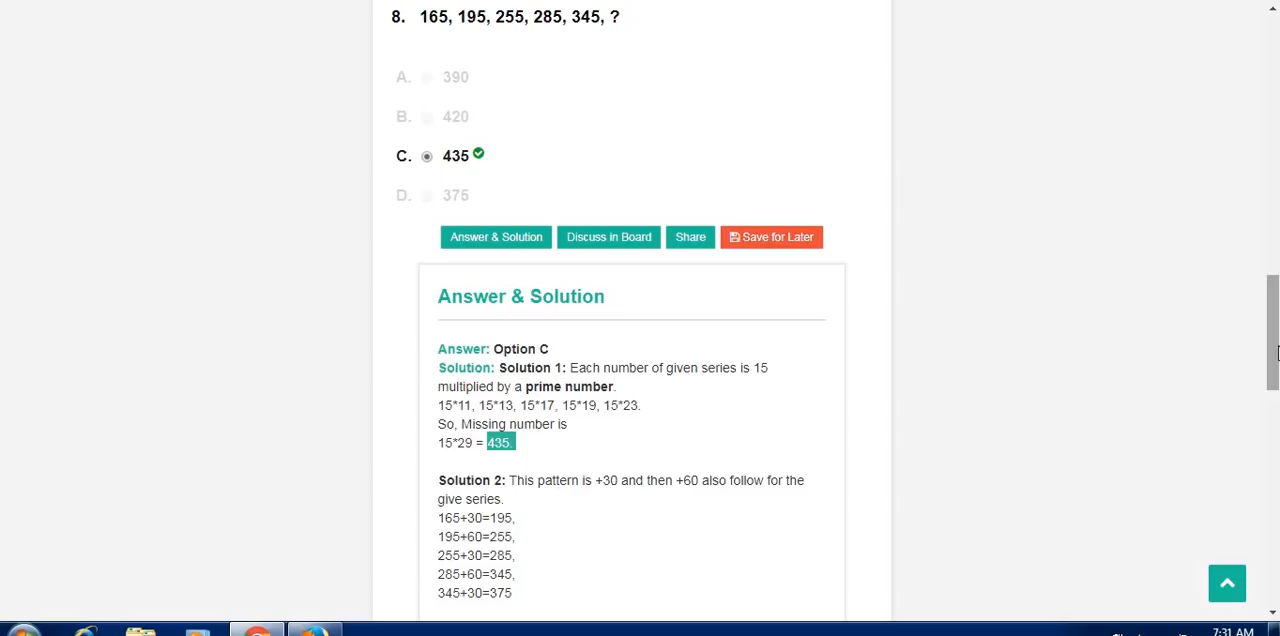 8. 165, 195, 255, 285, 345, ?
A. 390
B. 420
C. 435
D. 375
Answer & Solution Discuss in Board Share Save for Later
Answer & Solution
Answer: Option C
Solution: Solution 1: Each number of given series is 15
multiplied by a prime number.
15*11, 15*13, 15*17, 15*19, 15*23.
So, Missing number is
15*29 = 435.
Solution 2: This pattern is +30 and then +60 also follow for the
give series.
165+30=195,
195+60=255,
255+30=285,
285+60=345,
345+30=375
7:31 AM